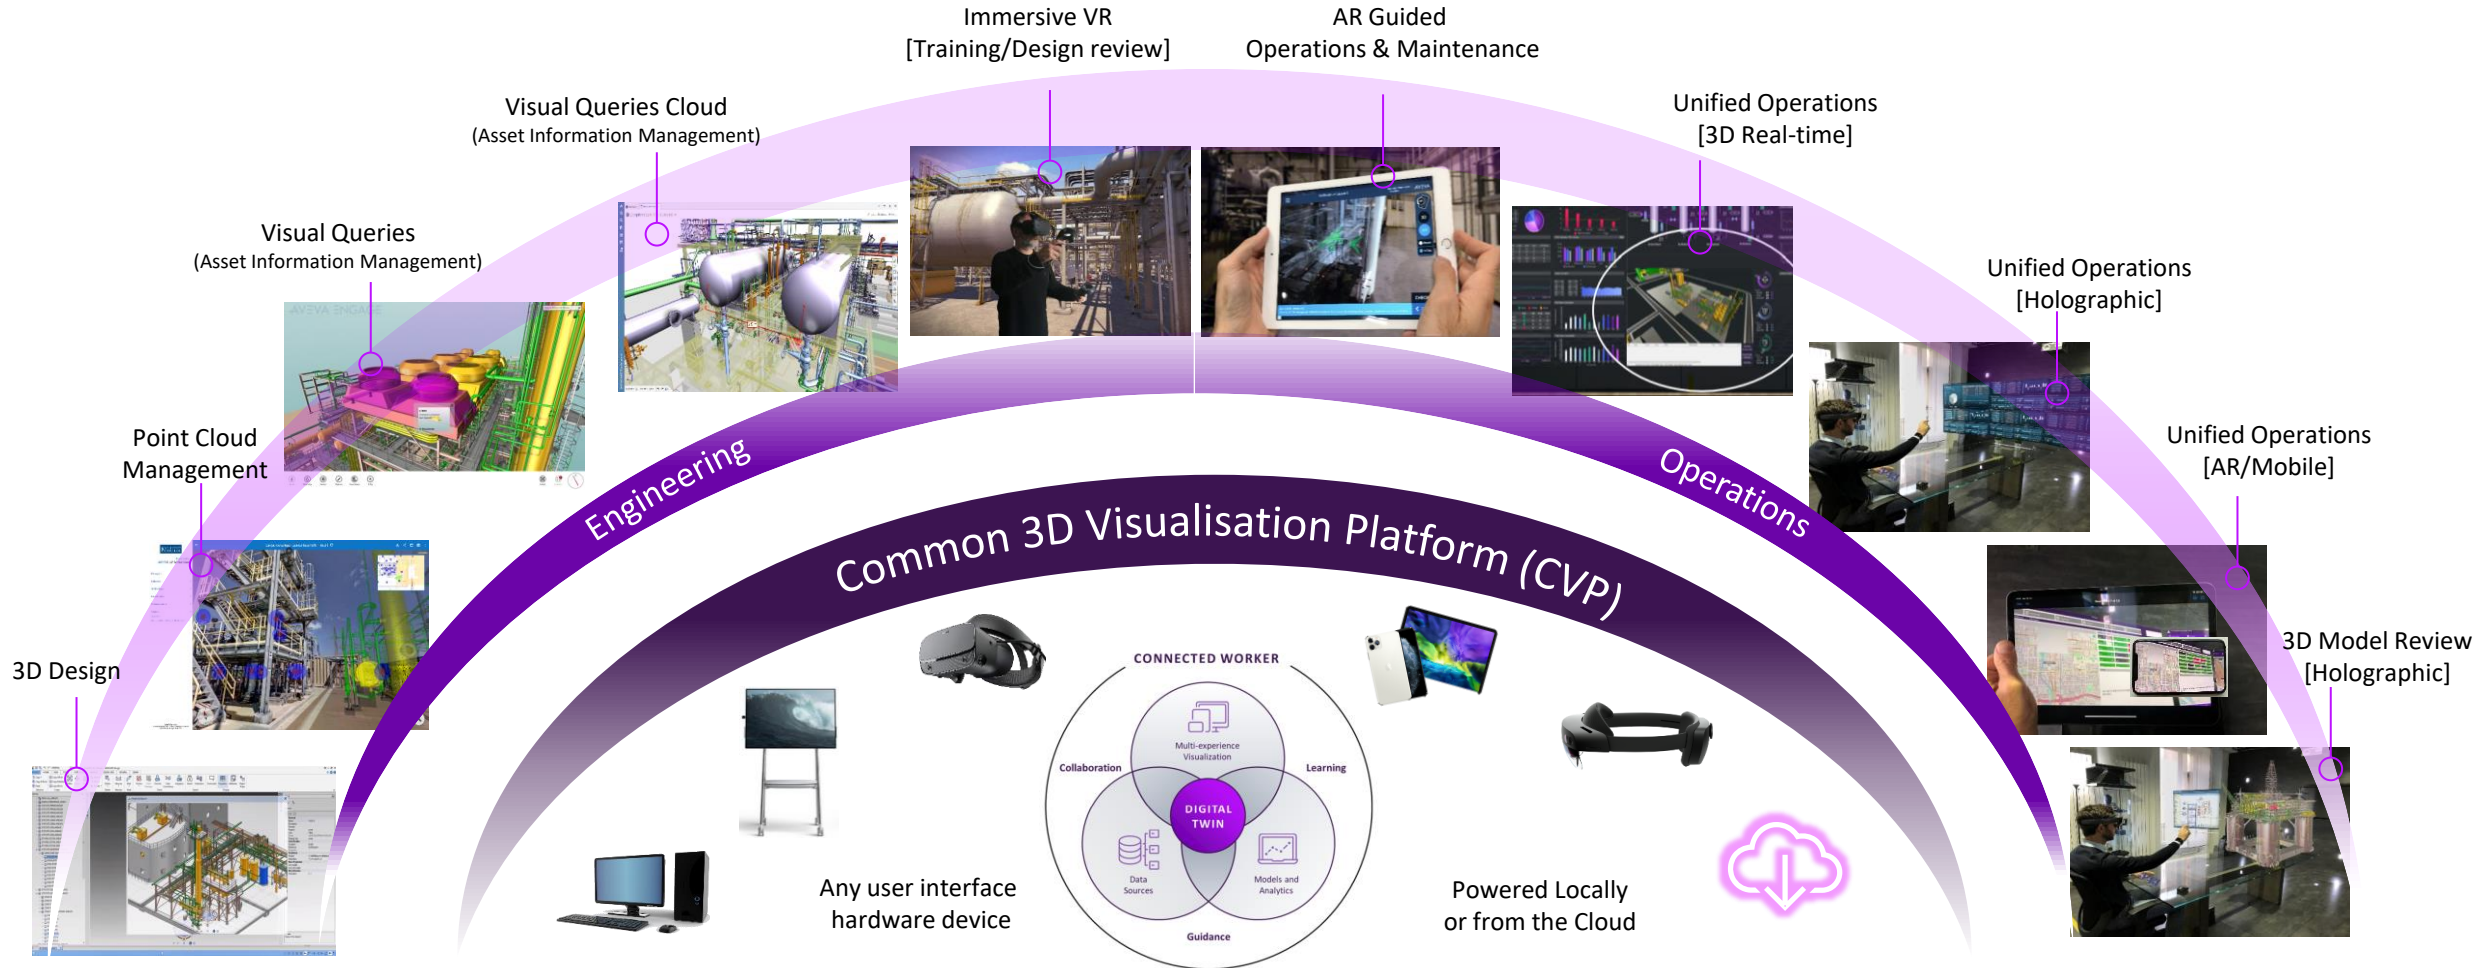 Immersive VR
[Training/Design review]
AR Guided
Operations & Maintenance
Visual Queries Cloud
(Asset Information Management)
Unified Operations
[3D Real-time]
Visual Queries
(Asset Information Management)
Unified Operations
[Holographic]
AVEVA ENGAGE
Point Cloud
Management
Unified Operations
[AR/Mobile]
3D Design
3D Model Review
[Holographic]
Engineering
Operations
Common 3D Visualisation Platform (CVP)
CONNECTED WORKER
Multi-experience
Visualization
Collaboration
Learning
DIGITAL
TWIN
Data
Sources
Models and
Analytics
Guidance
Any user interface
hardware device
Powered Locally
or from the Cloud